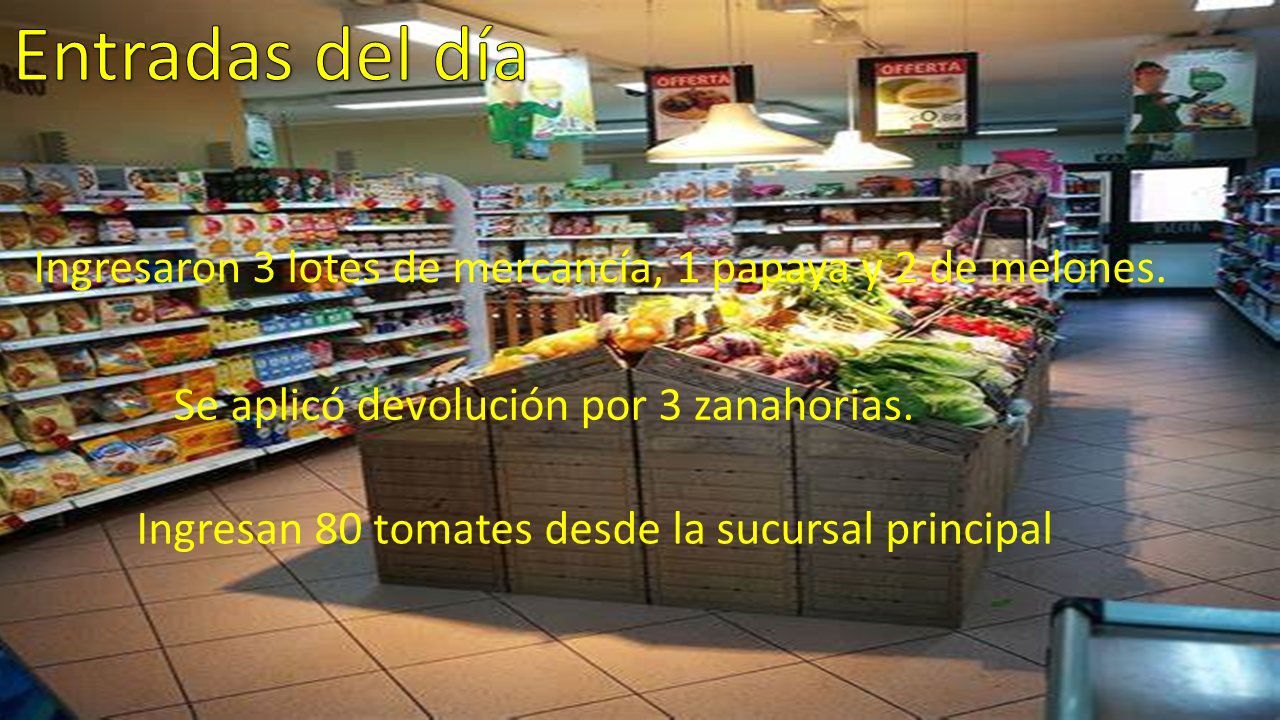 Entradas del día
OFFERTA
OFFERTA
0,89
Ingresaron 3 lotes de mercancía, 1 papaya y 2 de melones.
Se aplicó devolución por 3 zanahorias.
Ingresan 80 tomates desde la sucursal principal